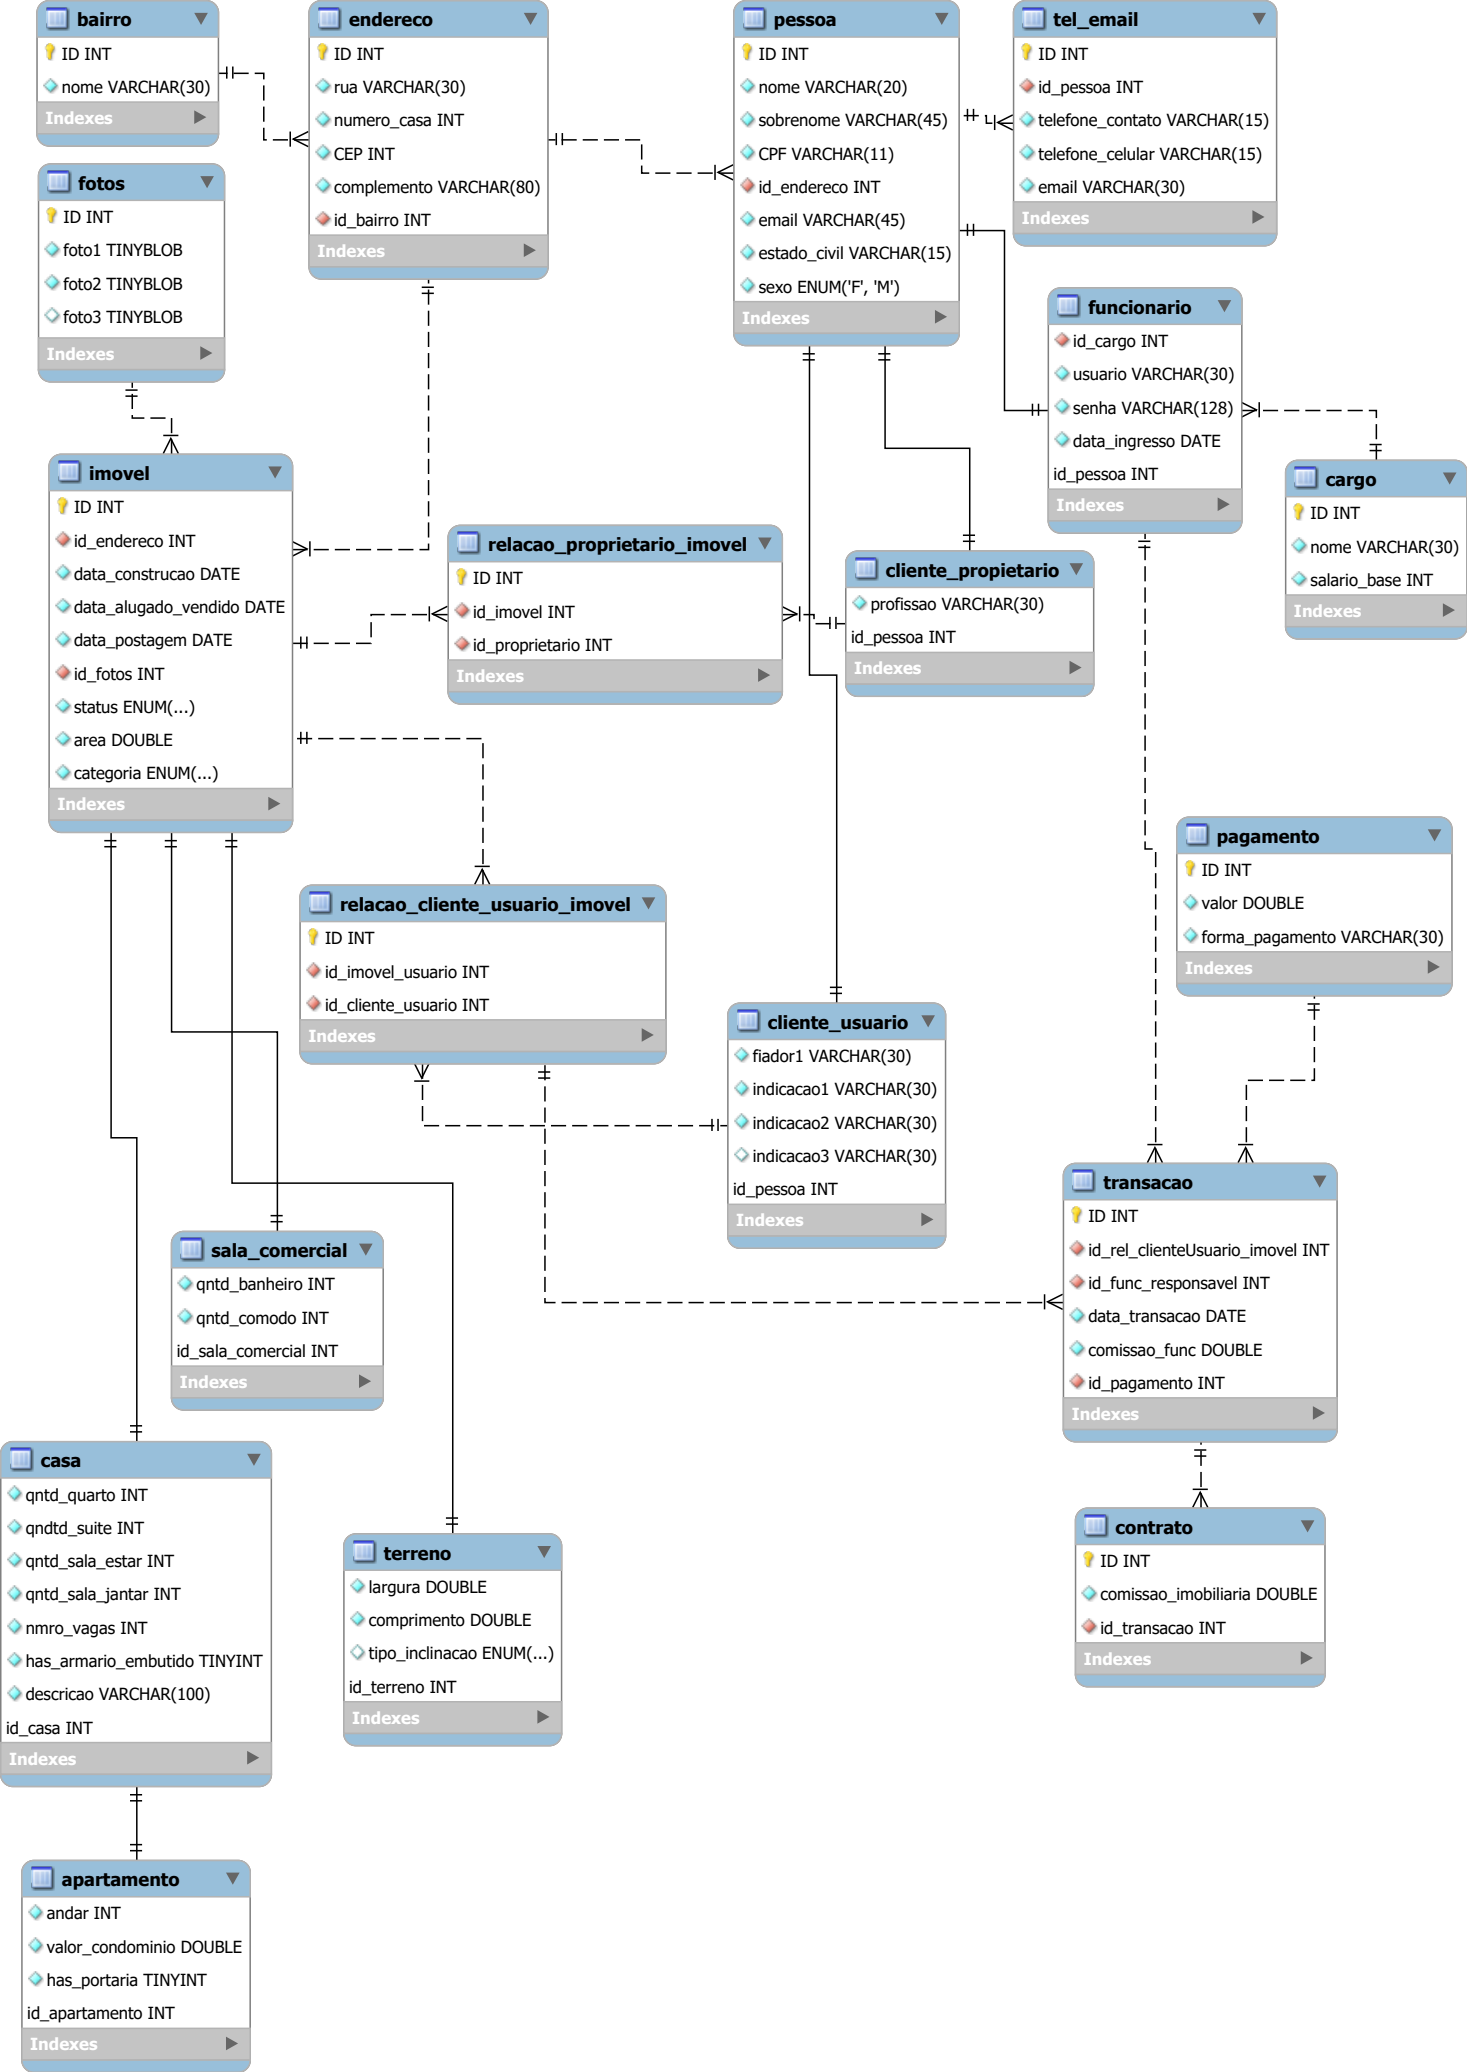 bairro
ID INT
nome VARCHAR(30)
Indexes
endereco
ID INT
rua VARCHAR(30)
numero_casa INT
CEP INT
complemento VARCHAR(80)
id_bairro INT
Indexes
pessoa
ID INT
nome VARCHAR(20)
sobrenome VARCHAR(45)
CPF VARCHAR(11)
id_endereco INT
email VARCHAR(45)
estado_civil VARCHAR(15)
sexo ENUM('F', 'M')
Indexes
tel_email
ID INT
id_pessoa INT
telefone_contato VARCHAR(15)
telefone_celular VARCHAR(15)
email VARCHAR(30)
Indexes
fotos
ID INT
foto1 TINYBLOB
foto2 TINYBLOB
foto3 TINYBLOB
Indexes
funcionario
id_cargo INT
usuario VARCHAR(30)
senha VARCHAR(128)
data_ingresso DATE
id_pessoa INT
Indexes
cargo
ID INT
nome VARCHAR(30)
salario_base INT
Indexes
imovel
ID INT
id_endereco INT
data_construcao DATE
data_alugado_vendido DATE
data_postagem DATE
id_fotos INT
status ENUM(...)
area DOUBLE
categoria ENUM(...)
Indexes
relacao_proprietario_imovel
ID INT
id_imovel INT
id_proprietario INT
Indexes
cliente_propietario
profissao VARCHAR(30)
id_pessoa INT
Indexes
pagamento
ID INT
valor DOUBLE
forma_pagamento VARCHAR(30)
Indexes
relacao_cliente_usuario_imovel
ID INT
id_imovel_usuario INT
id_cliente_usuario INT
Indexes
cliente_usuario
fiador1 VARCHAR(30)
indicacao1 VARCHAR(30)
indicacao2 VARCHAR(30)
indicacao3 VARCHAR(30)
id_pessoa INT
Indexes
transacao
ID INT
id_rel_clienteUsuario_imovel INT
id_func_responsavel INT
data_transacao DATE
comissao_func DOUBLE
id_pagamento INT
Indexes
sala_comercial
qntd_banheiro INT
qntd_comodo INT
id_sala_comercial INT
Indexes
casa
qntd_quarto INT
qndtd_suite INT
qntd_sala_estar INT
qntd_sala_jantar INT
nmro_vagas INT
has_armario_embutido TINYINT
descricao VARCHAR(100)
id_casa INT
Indexes
terreno
largura DOUBLE
comprimento DOUBLE
tipo_inclinacao ENUM(...)
id_terreno INT
Indexes
contrato
ID INT
comissao_imobiliaria DOUBLE
id_transacao INT
Indexes
apartamento
andar INT
valor_condominio DOUBLE
has_portaria TINYINT
id_apartamento INT
Indexes